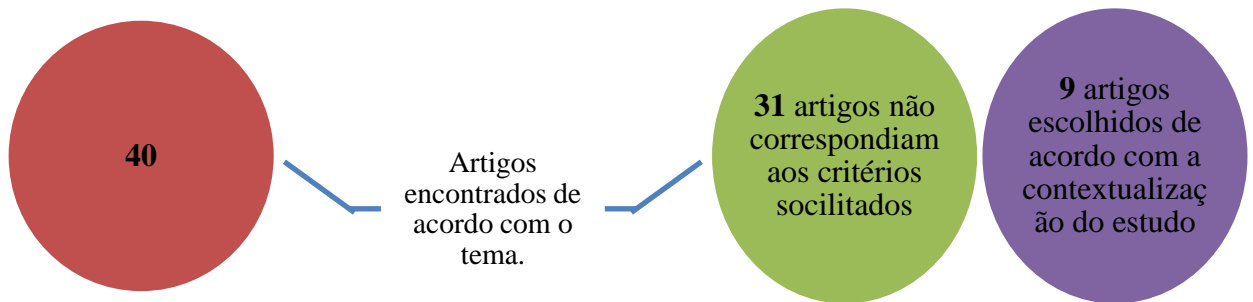 40
Artigos
encontrados de
acordo com o
tema.
31 artigos não
correspondiam
aos critérios
socilitados
9 artigos
escolhidos de
acordo com a
contextualizaç
ão do estudo